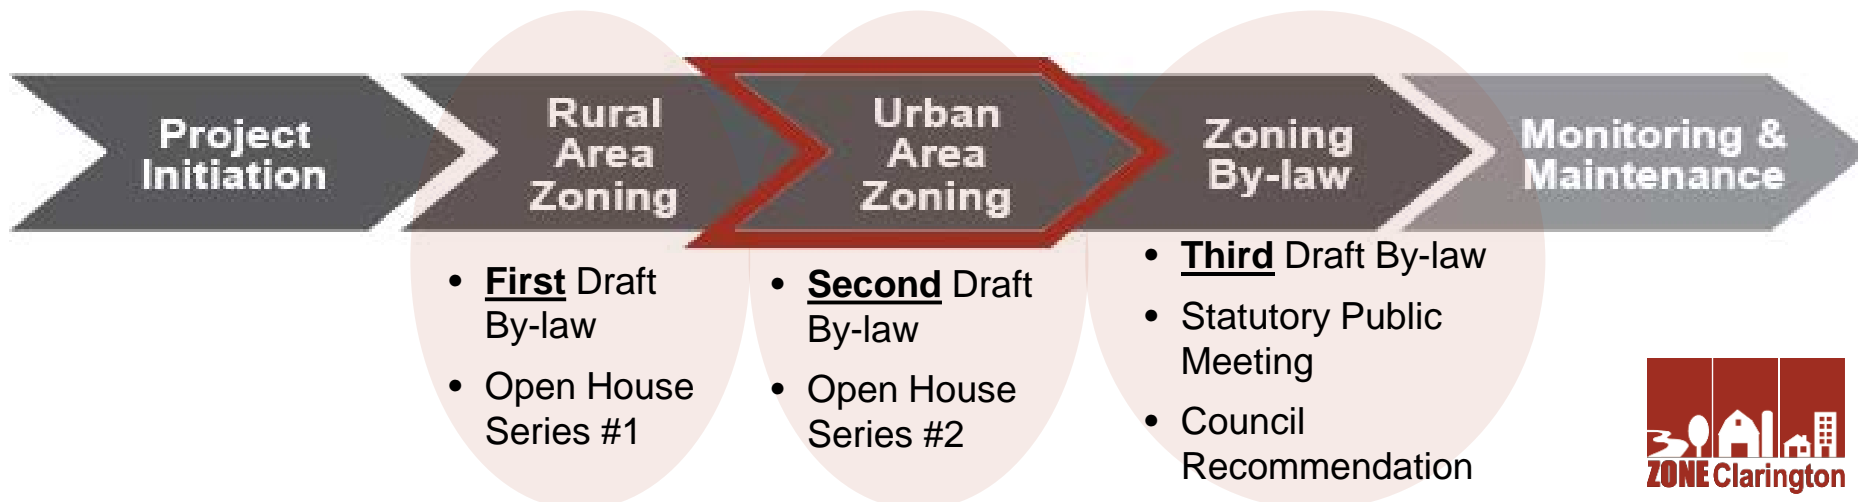 Project
Initiation
Rural
Area
Zoning
Urban
Area
Zoning
Zoning
By-law
Monitoring &
Maintenance
• First Draft
By-law
• Open House
Series #1
• Second Draft
By-law
• Open House
Series #2
• Third Draft By-law
• Statutory Public
Meeting
• Council
Recommendation
ZONE Clarington